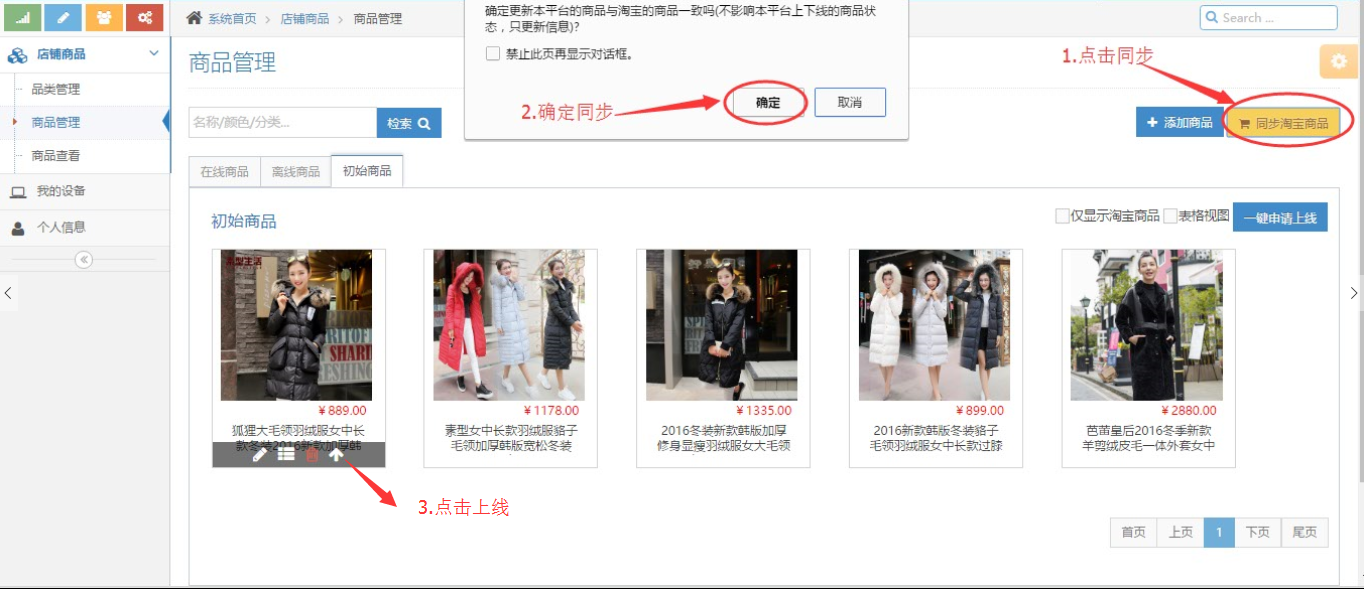 系统首页 店铺商品 商品管理
Search ...
确定更新本平台的商品与淘宝的商品一致吗(不影响本平台上下线的商品状
态，只更新信息)?
禁止此页再显示对话框。
确定 取消
1.点击同步
2.确定同步
店铺商品
品类管理
商品管理
商品查看
我的设备
个人信息
商品管理
名称/颜色/分类... 检索
添加商品 同步淘宝商品
在线商品 离线商品 初始商品
初始商品
仅显示淘宝商品 表格视图 一键申请上线
素型生活
SHARI
¥ 889.00
狐狸大毛领羽绒服女中长
款冬装2016新款加厚韩
¥ 1178.00
素型女中长款羽绒服貉子
毛领加厚韩版宽松冬装
¥ 1335.00
2016冬装新款韩版加厚
修身显瘦羽绒服女大毛领
¥ 899.00
2016新款韩版冬装貉子
毛领羽绒服女中长款过膝
¥ 2880.00
芭苗皇后2016冬季新款
羊剪绒皮毛一体外套女中
3.点击上线
首页 上页 1 下页 尾页